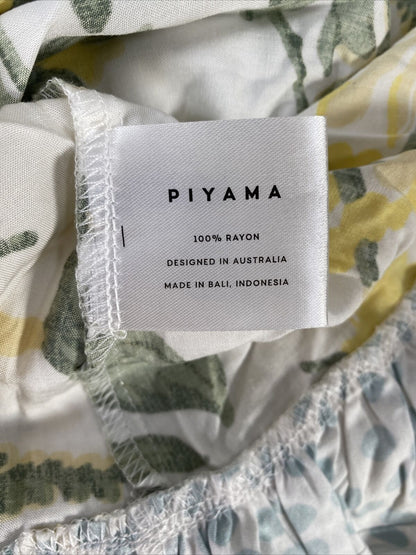 PIYAMA
100% RAYON
DESIGNED IN AUSTRALIA
MADE IN BALI, INDONESIA